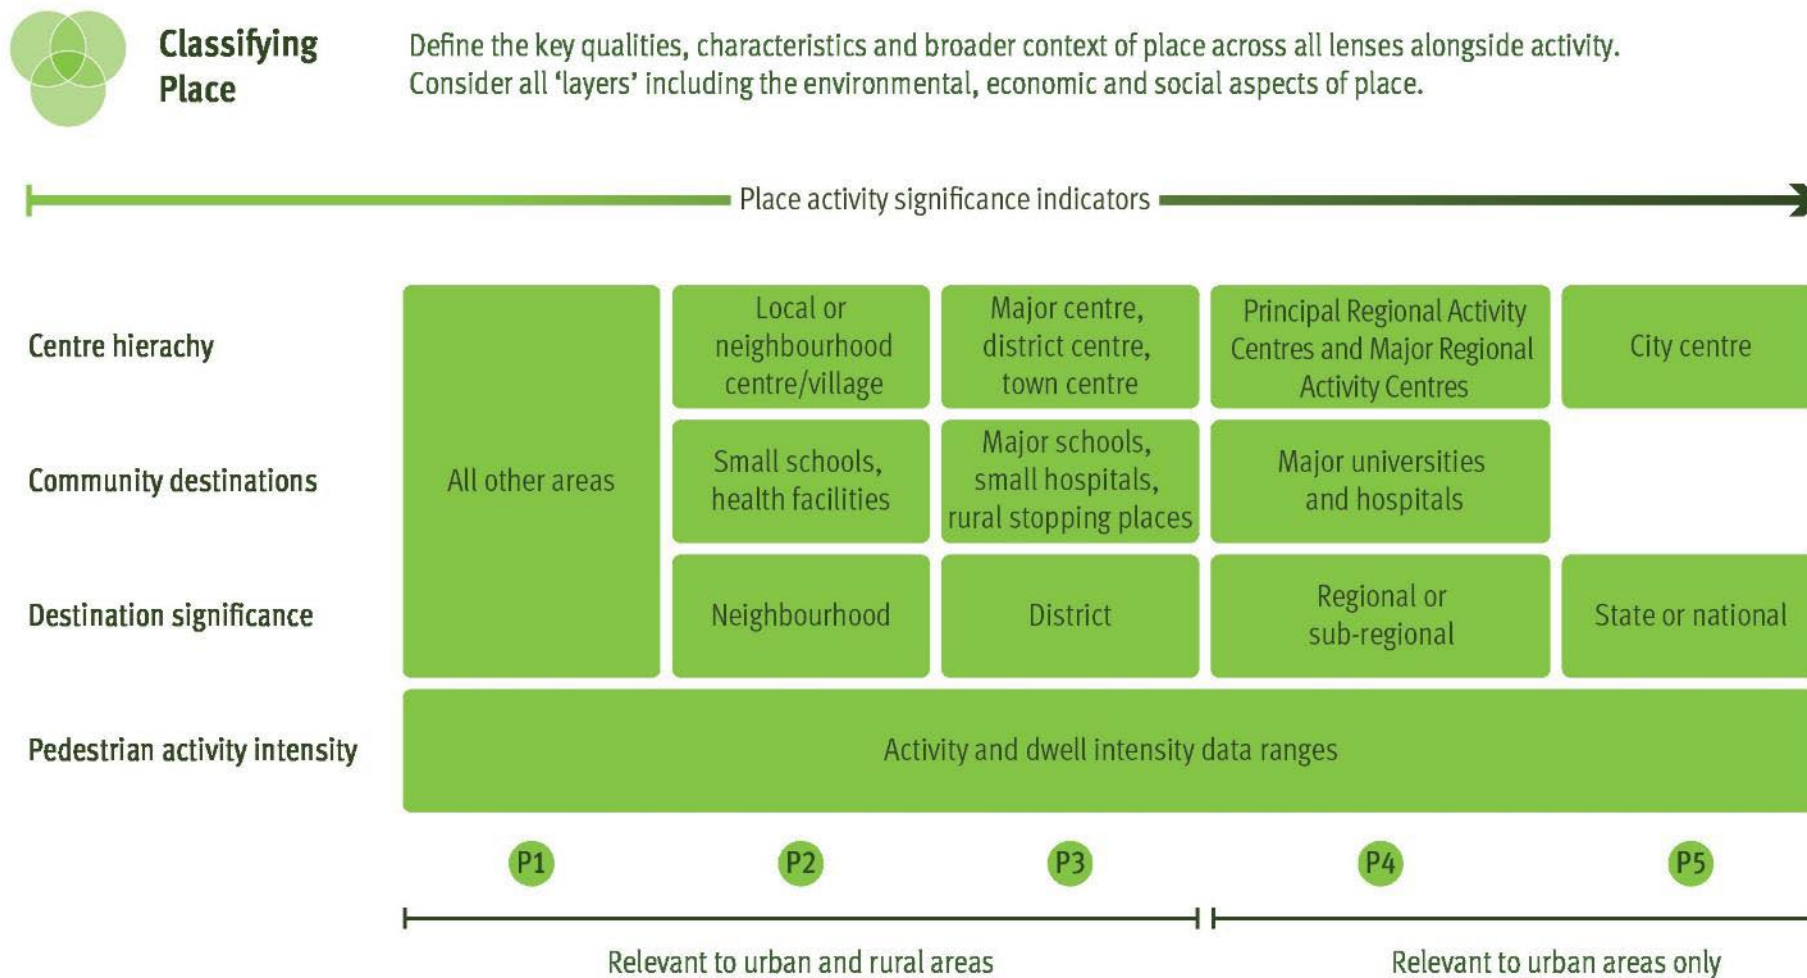 Classifying
Place
Define the key qualities, characteristics and broader context of place across all lenses alongside activity.
Consider all ‘layers’ including the environmental, economic and social aspects of place.
Place activity significance indicators
Centre hierachy
All other areas
Local or
neighbourhood
centre/village
Major centre,
district centre,
town centre
Principal Regional Activity
Centres and Major Regional
Activity Centres
City centre
Community destinations
Small schools,
health facilities
Major schools,
small hospitals,
rural stopping places
Major universities
and hospitals
Destination significance
Neighbourhood
District
Regional or
sub-regional
State or national
Pedestrian activity intensity
Activity and dwell intensity data ranges
P1
P2
P3
P4
P5
Relevant to urban and rural areas
Relevant to urban areas only